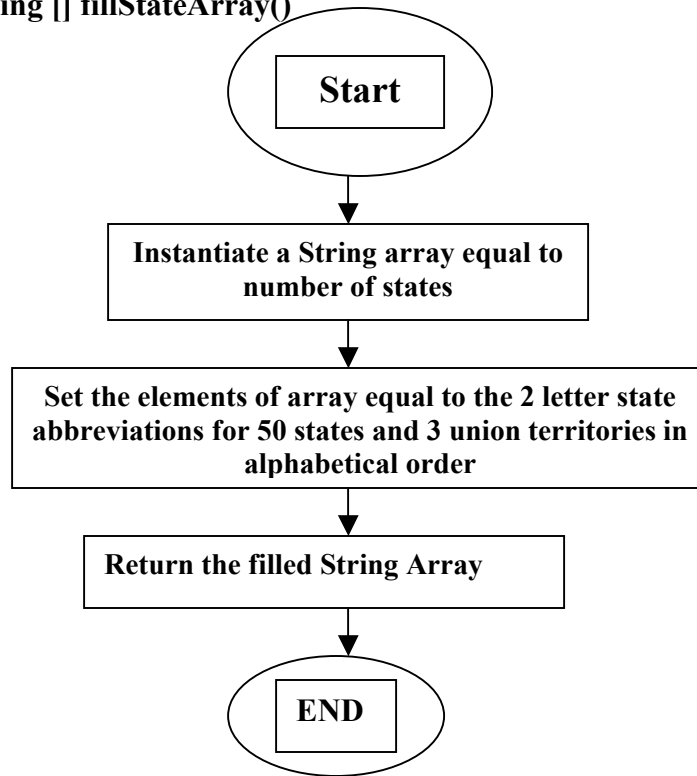 ing [] fillStateArray()
Start
Instantiate a String array equal to
number of states
Set the elements of array equal to the 2 letter state
abbreviations for 50 states and 3 union territories in
alphabetical order
Return the filled String Array
END